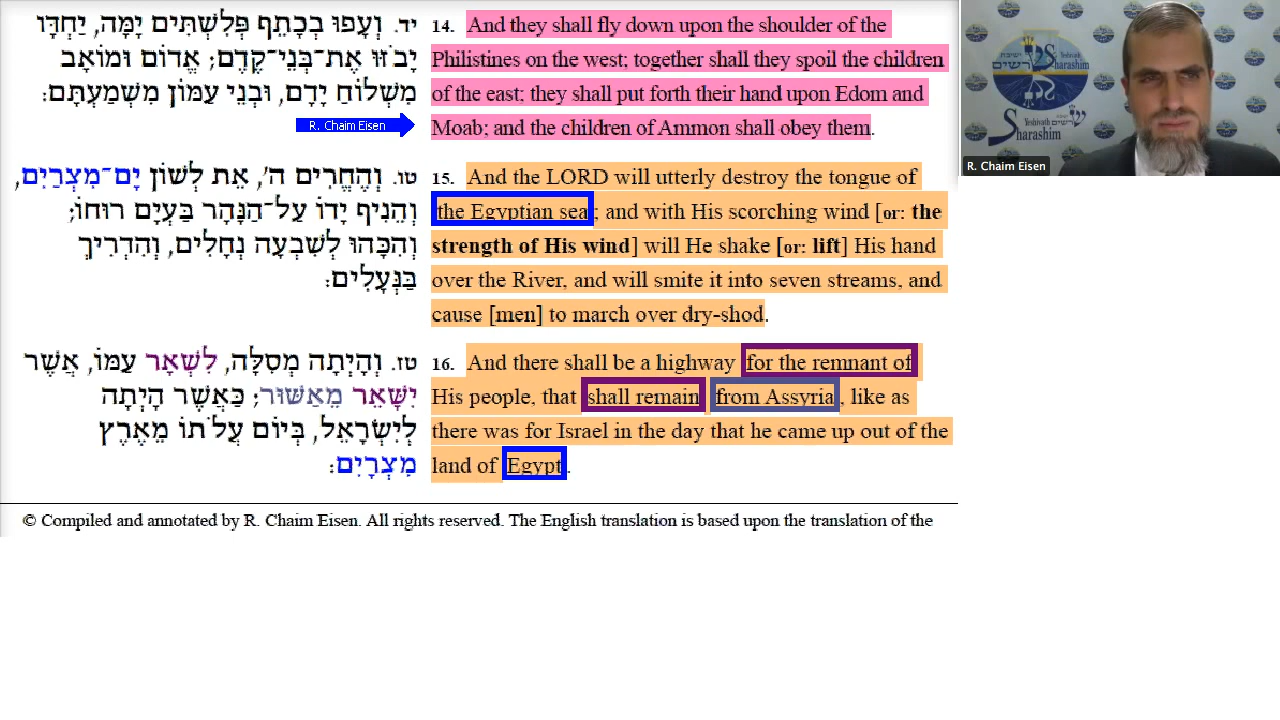 יד. וְעָפוּ בְכָתֵף פְּלִשְׁתִּים יָמָּה, יַחְדָּו
יָבֹזּוּ אֶת־בְּנֵי־קֶדֶם; אֱדוֹם וּמוֹאָב
מִשְׁלוֹחַ יָדָם, וּבְנֵי עַמּוֹן מִשְׁמַעְתָּם:
R. Chaim Eisen
14. And they shall fly down upon the shoulder of the
Philistines on the west; together shall they spoil the children
of the east; they shall put forth their hand upon Edom and
Moab; and the children of Ammon shall obey them.
טו. וְהֶחֱרִים ה', אֵת לְשׁוֹן יָם־מִצְרַיִם,
וְהֵנִיף יָדוֹ עַל־הַנָּהָר בַּעְיָם רוּחוֹ;
וְהִכָּהוּ לְשִׁבְעָה נְחָלִים, וְהִדְרִיךְ
בַּנְּעָלִים:
15. And the LORD will utterly destroy the tongue of
the Egyptian sea; and with His scorching wind [or: the
strength of His wind] will He shake [or: lift] His hand
over the River, and will smite it into seven streams, and
cause [men] to march over dry-shod.
טז. וְהָיְתָה מְסִלָּה, לִשְׁאָר עַמּוֹ, אֲשֶׁר
יִשָּׁאֵר מֵאַשּׁוּר; כַּאֲשֶׁר הָיְתָה
לְיִשְׂרָאֵל, בְּיוֹם עֲלֹתוֹ מֵאֶרֶץ
מִצְרָיִם:
16. And there shall be a highway for the remnant of
His people, that shall remain from Assyria, like as
there was for Israel in the day that he came up out of the
land of Egypt.
© Compiled and annotated by R. Chaim Eisen. All rights reserved. The English translation is based upon the translation of the
ישיבת
שרשים
Yeshivath
Sharashim
Yeshivath שרשים
Sharashim
R. Chaim Eisen